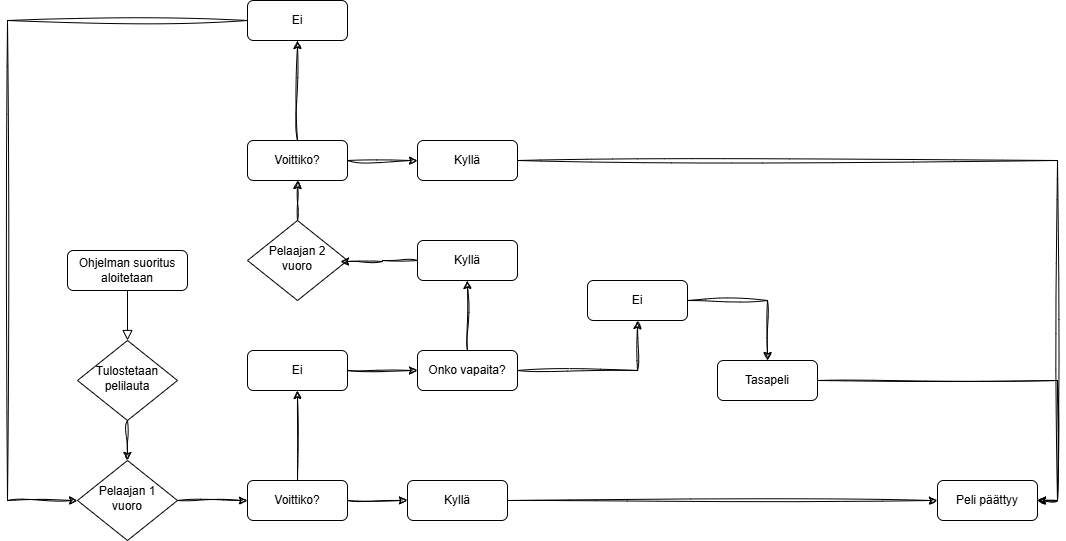 Ei
Voittiko?
Kyllä
Pelaajan 2
vuoro
Kyllä
Ohjelman suoritus
aloitetaan
Ei
Tulostetaan
pelilauta
Ei
Onko vapaita?
Tasapeli
Pelaajan 1
vuoro
Voittiko?
Kyllä
Peli päättyy